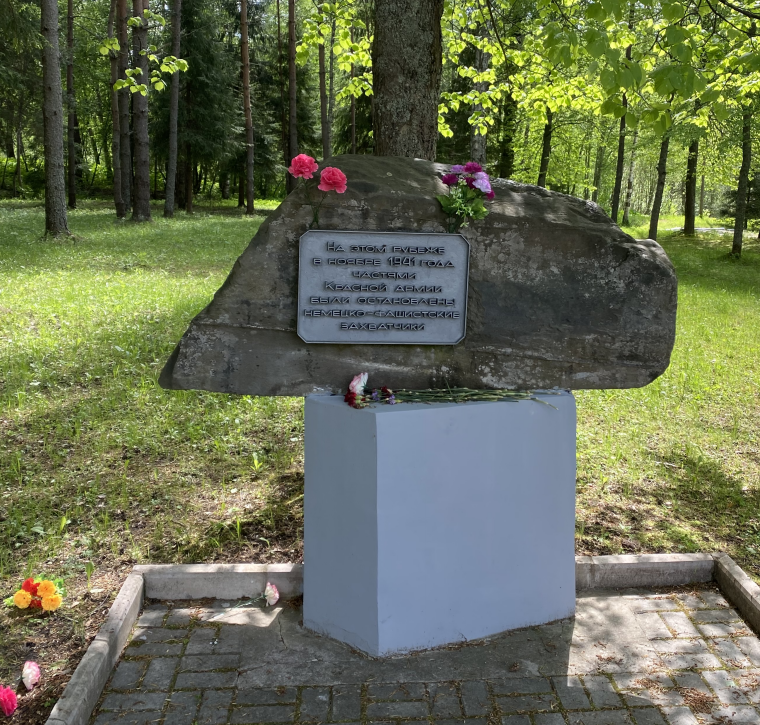 На этом рубеже
в ноябре 1941 года
частями
Красной Армии
были остановлены
немецко-фашистские
захватчики